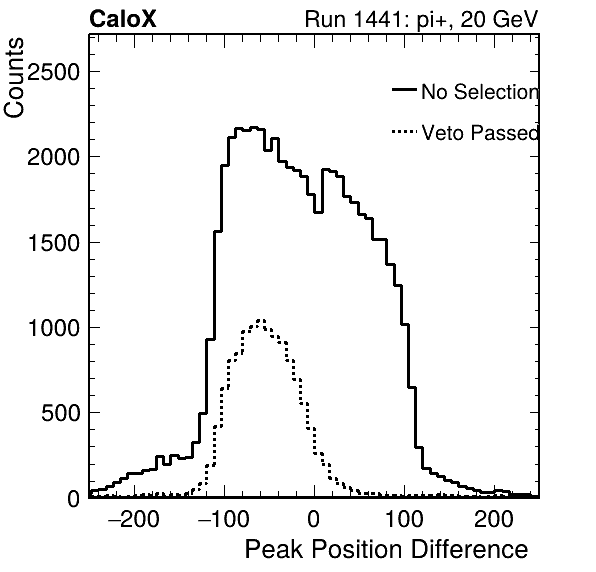 CaloX Run 1441: pi+, 20 GeV
Counts
No Selection
Veto Passed
2500
2000
1500
1000
500
0
−200 −100 0 100 200
Peak Position Difference